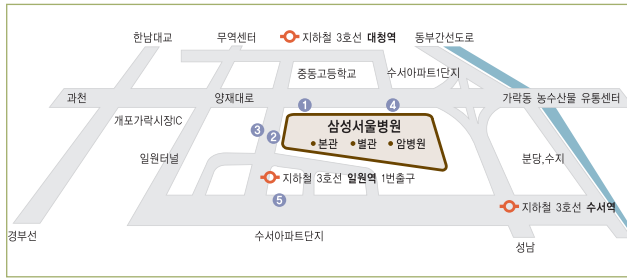 한남대교
무역센터
지하철 3호선 대청역
동부간선도로
중동고등학교
수서아파트1단지
과천
양재대로
1
4
가락동 농수산물 유통센터
개포가락시장IC
3
2
삼성서울병원
• 본관 • 별관 • 암병원
일원터널
분당,수지
지하철 3호선 일원역 1번출구
5
지하철 3호선 수서역
경부선
수서아파트단지
성남